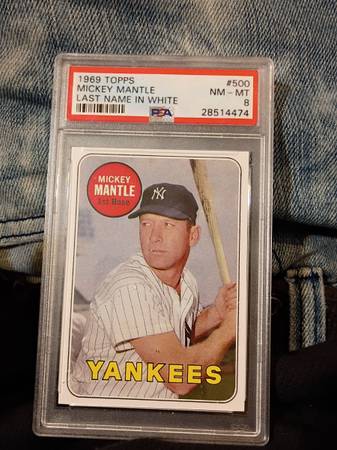 1969 TOPPS #500
MICKEY MANTLE NM - MT
LAST NAME IN WHITE 8
PSA 28514474
MICKEY
MANTLE
1st Base
NY
YANKEES